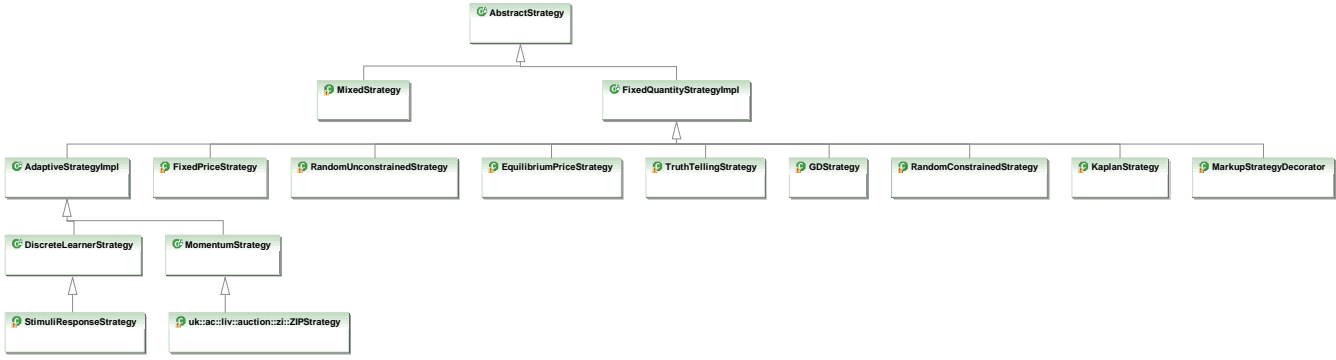 AbstractStrategy
MixedStrategy
FixedQuantityStrategyImpl
AdaptiveStrategyImpl
FixedPriceStrategy
RandomUnconstrainedStrategy
EquilibriumPriceStrategy
TruthTellingStrategy
GDStrategy
RandomConstrainedStrategy
KaplanStrategy
MarkupStrategyDecorator
DiscreteLearnerStrategy
MomentumStrategy
StimuliResponseStrategy
uk::ac::liv::auction::zi::ZIPStrategy